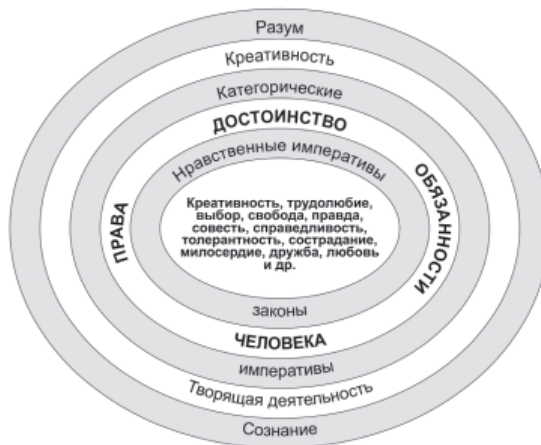 Разум
Креативность
Категорические
ДОСТОИНСТВО
Нравственные императивы
ПРАВА
ОБЯЗАННОСТИ
Креативность, трудолюбие,
выбор, свобода, правда,
совесть, справедливость,
толерантность, сострадание,
милосердие, дружба, любовь
и др.
законы
ЧЕЛОВЕКА
императивы
Творящая деятельность
Сознание